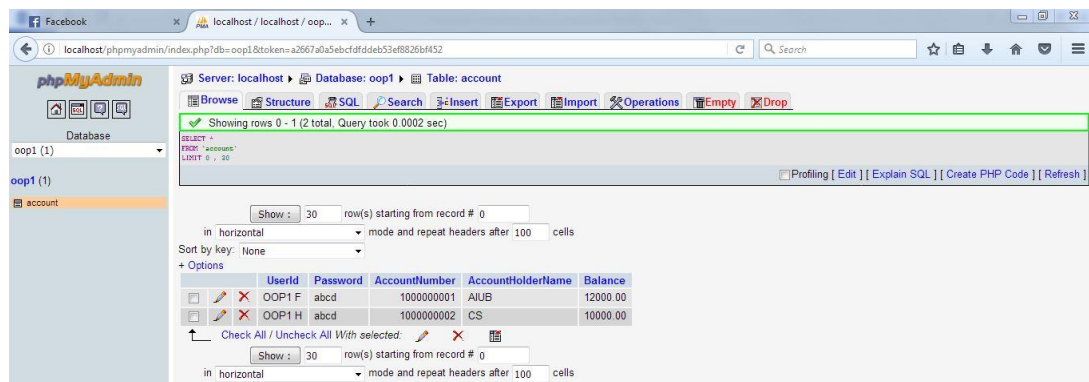 Facebook × localhost / localhost / oop... × +
localhost/phpmyadmin/index.php?db=oop1&token=a2667a0a5ebcfdfddeb53ef8826bf452 Search
phpMyAdmin
Database
oop1 (1)
oop1 (1)
account
Server: localhost ▸ Database: oop1 ▸ Table: account
Browse Structure SQL Search Insert Export Import Operations Empty Drop
Showing rows 0 - 1 (2 total, Query took 0.0002 sec)
SELECT *
FROM `account`
LIMIT 0 , 30
Profiling [ Edit ] [ Explain SQL ] [ Create PHP Code ] [ Refresh ]
Show : 30 row(s) starting from record # 0
in horizontal mode and repeat headers after 100 cells
Sort by key: None
+ Options
UserId Password AccountNumber AccountHolderName Balance
OOP1 F abcd 1000000001 AIUB 12000.00
OOP1 H abcd 1000000002 CS 10000.00
Check All / Uncheck All With selected:
Show : 30 row(s) starting from record # 0
in horizontal mode and repeat headers after 100 cells